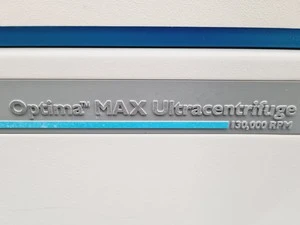 Optima™ MAX Ultracentrifuge
130,000 RPM